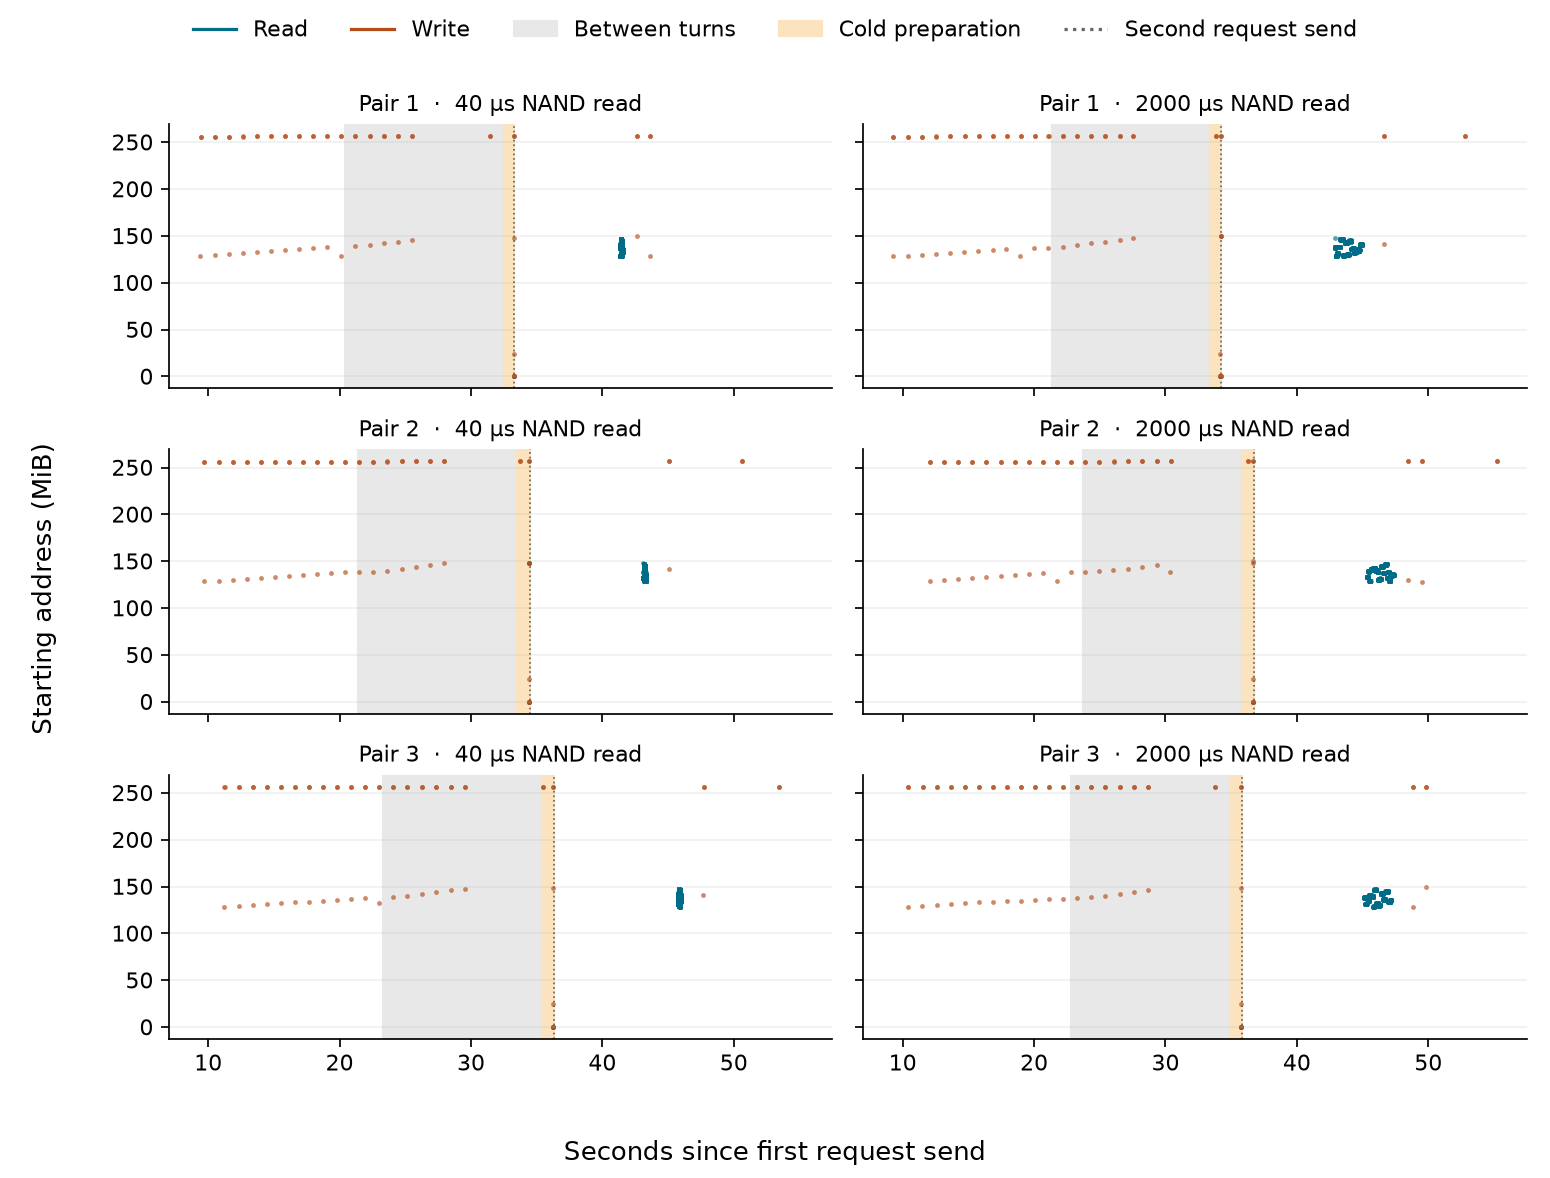 Read Write Between turns Cold preparation Second request send
Pair 1 · 40 µs NAND read
Pair 1 · 2000 µs NAND read
250
200
150
100
50
0
10 20 30 40 50
Pair 2 · 40 µs NAND read
Pair 2 · 2000 µs NAND read
250
200
150
100
50
0
Starting address (MiB)
Pair 3 · 40 µs NAND read
Pair 3 · 2000 µs NAND read
250
200
150
100
50
0
10 20 30 40 50
Seconds since first request send